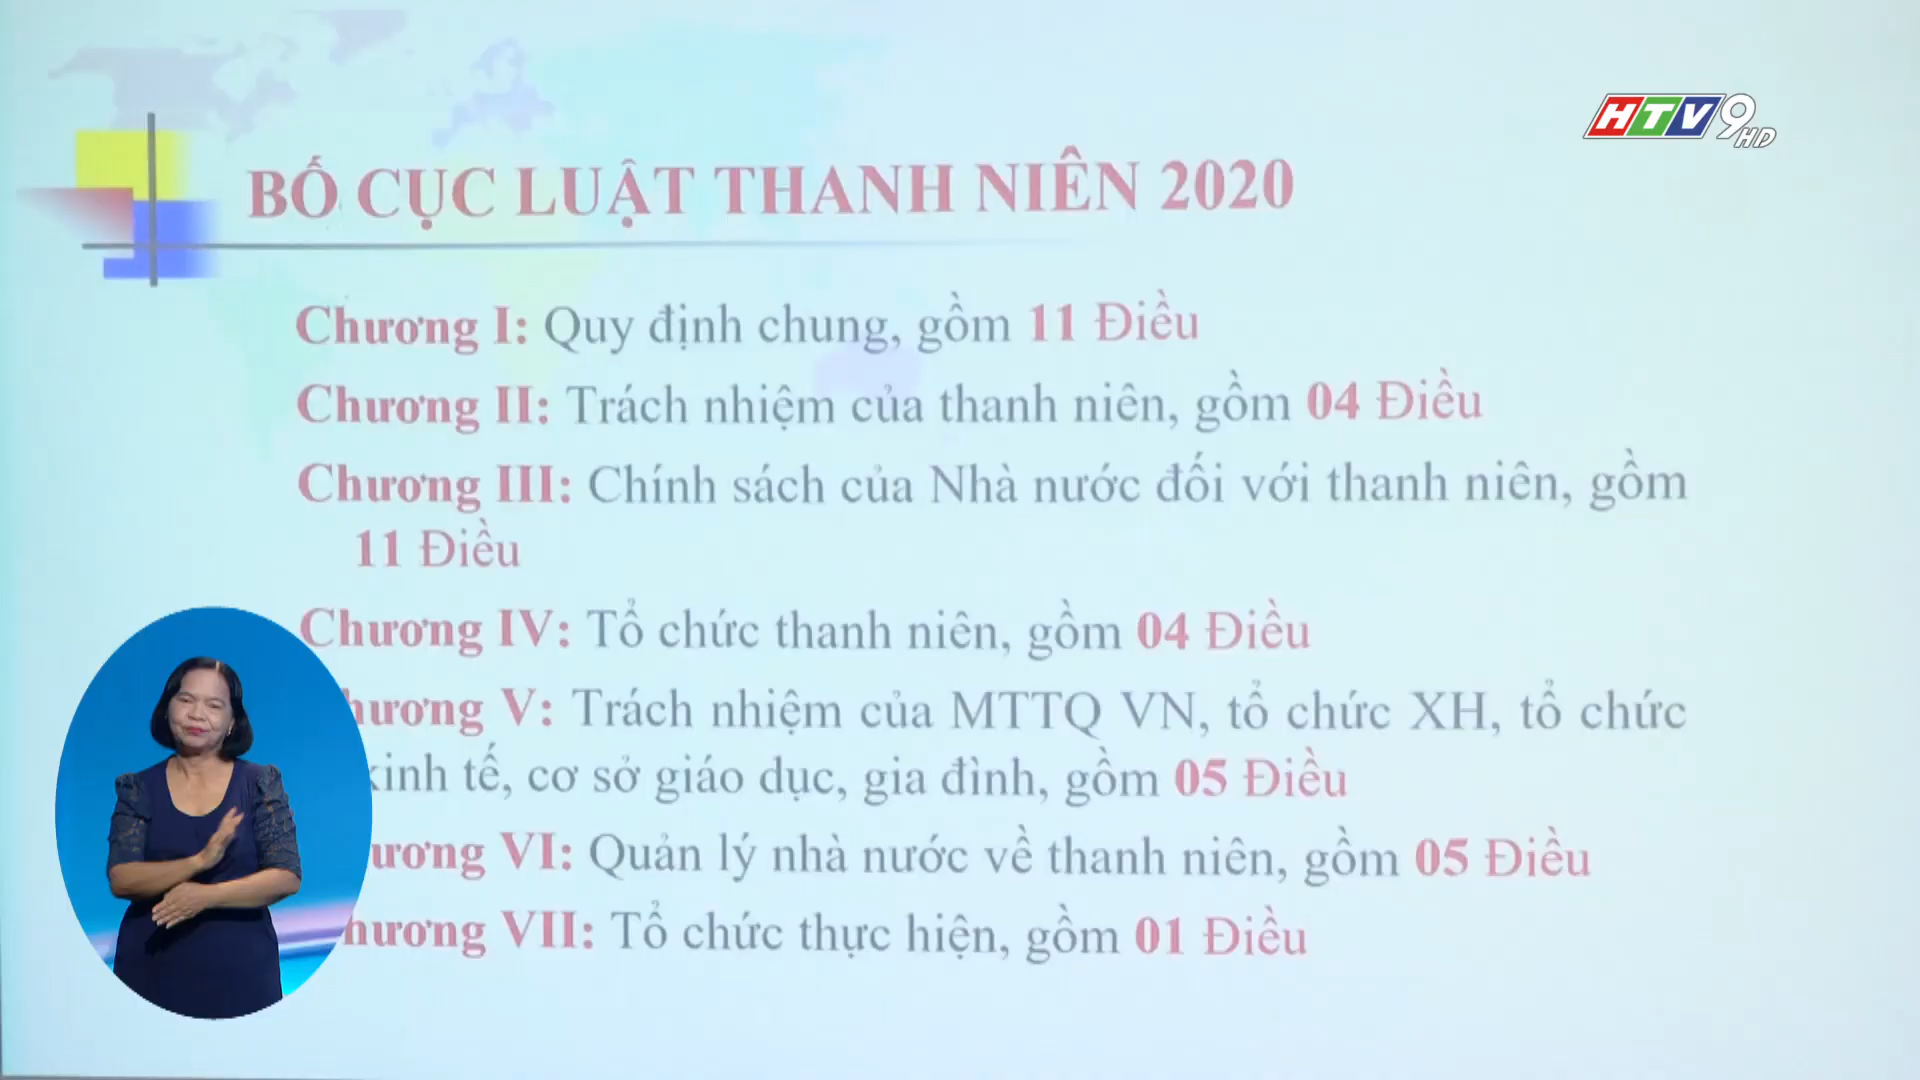 HTV9 HD
BỐ CỤC LUẬT THANH NIÊN 2020
Chương I: Quy định chung, gồm 11 Điều
Chương II: Trách nhiệm của thanh niên, gồm 04 Điều
Chương III: Chính sách của Nhà nước đối với thanh niên, gồm
11 Điều
Chương IV: Tổ chức thanh niên, gồm 04 Điều
hương V: Trách nhiệm của MTTQ VN, tổ chức XH, tổ chức
kinh tế, cơ sở giáo dục, gia đình, gồm 05 Điều
ương VI: Quản lý nhà nước về thanh niên, gồm 05 Điều
hương VII: Tổ chức thực hiện, gồm 01 Điều